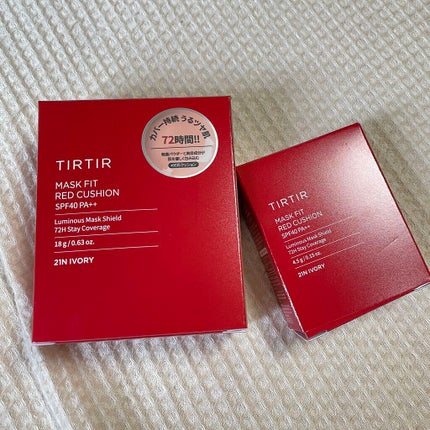 カバー持続 うるツヤ肌
72時間!!
TIRTIR
MASK FIT
RED CUSHION
SPF40 PA++
Luminous Mask Shield
72H Stay Coverage
18 g / 0.63 oz.
21N IVORY
TIRTIR
MASK FIT
RED CUSHION
SPF40 PA++
Luminous Mask Shield
72H Stay Coverage
4.5 g / 0.15 oz.
21N IVORY